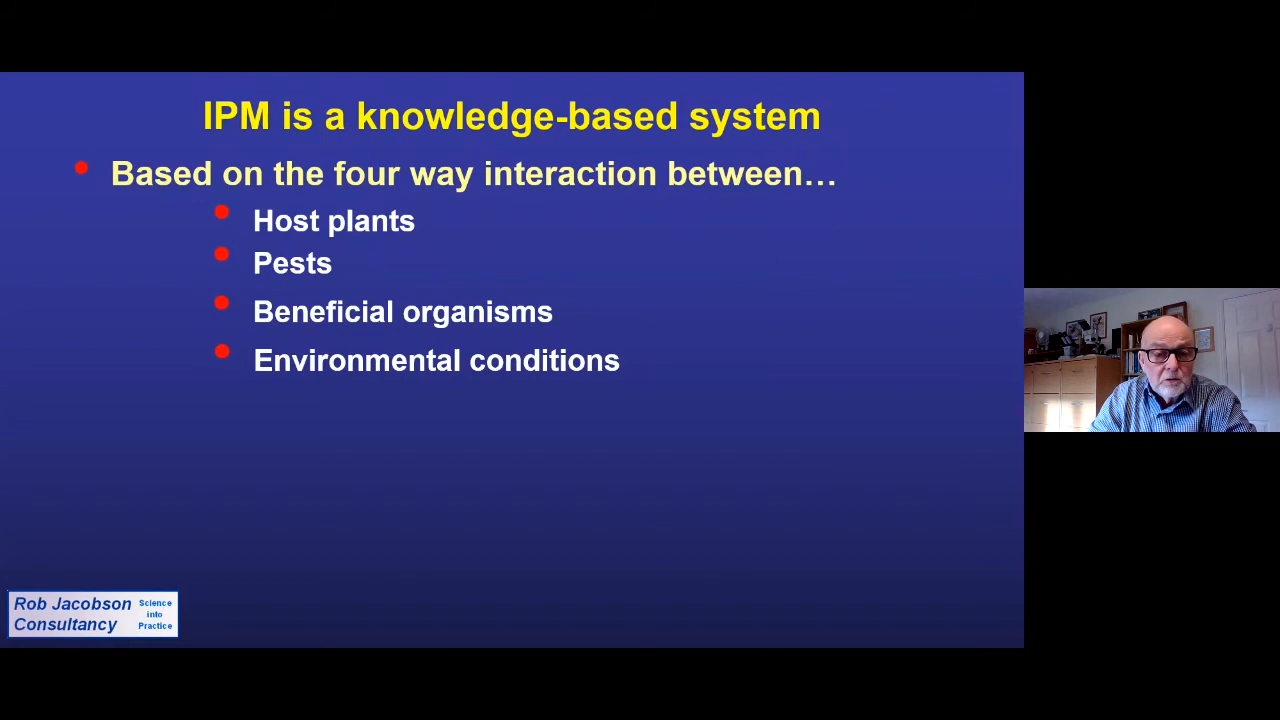 IPM is a knowledge-based system
Based on the four way interaction between…
Host plants
Pests
Beneficial organisms
Environmental conditions
Rob Jacobson
Consultancy
Science
into
Practice